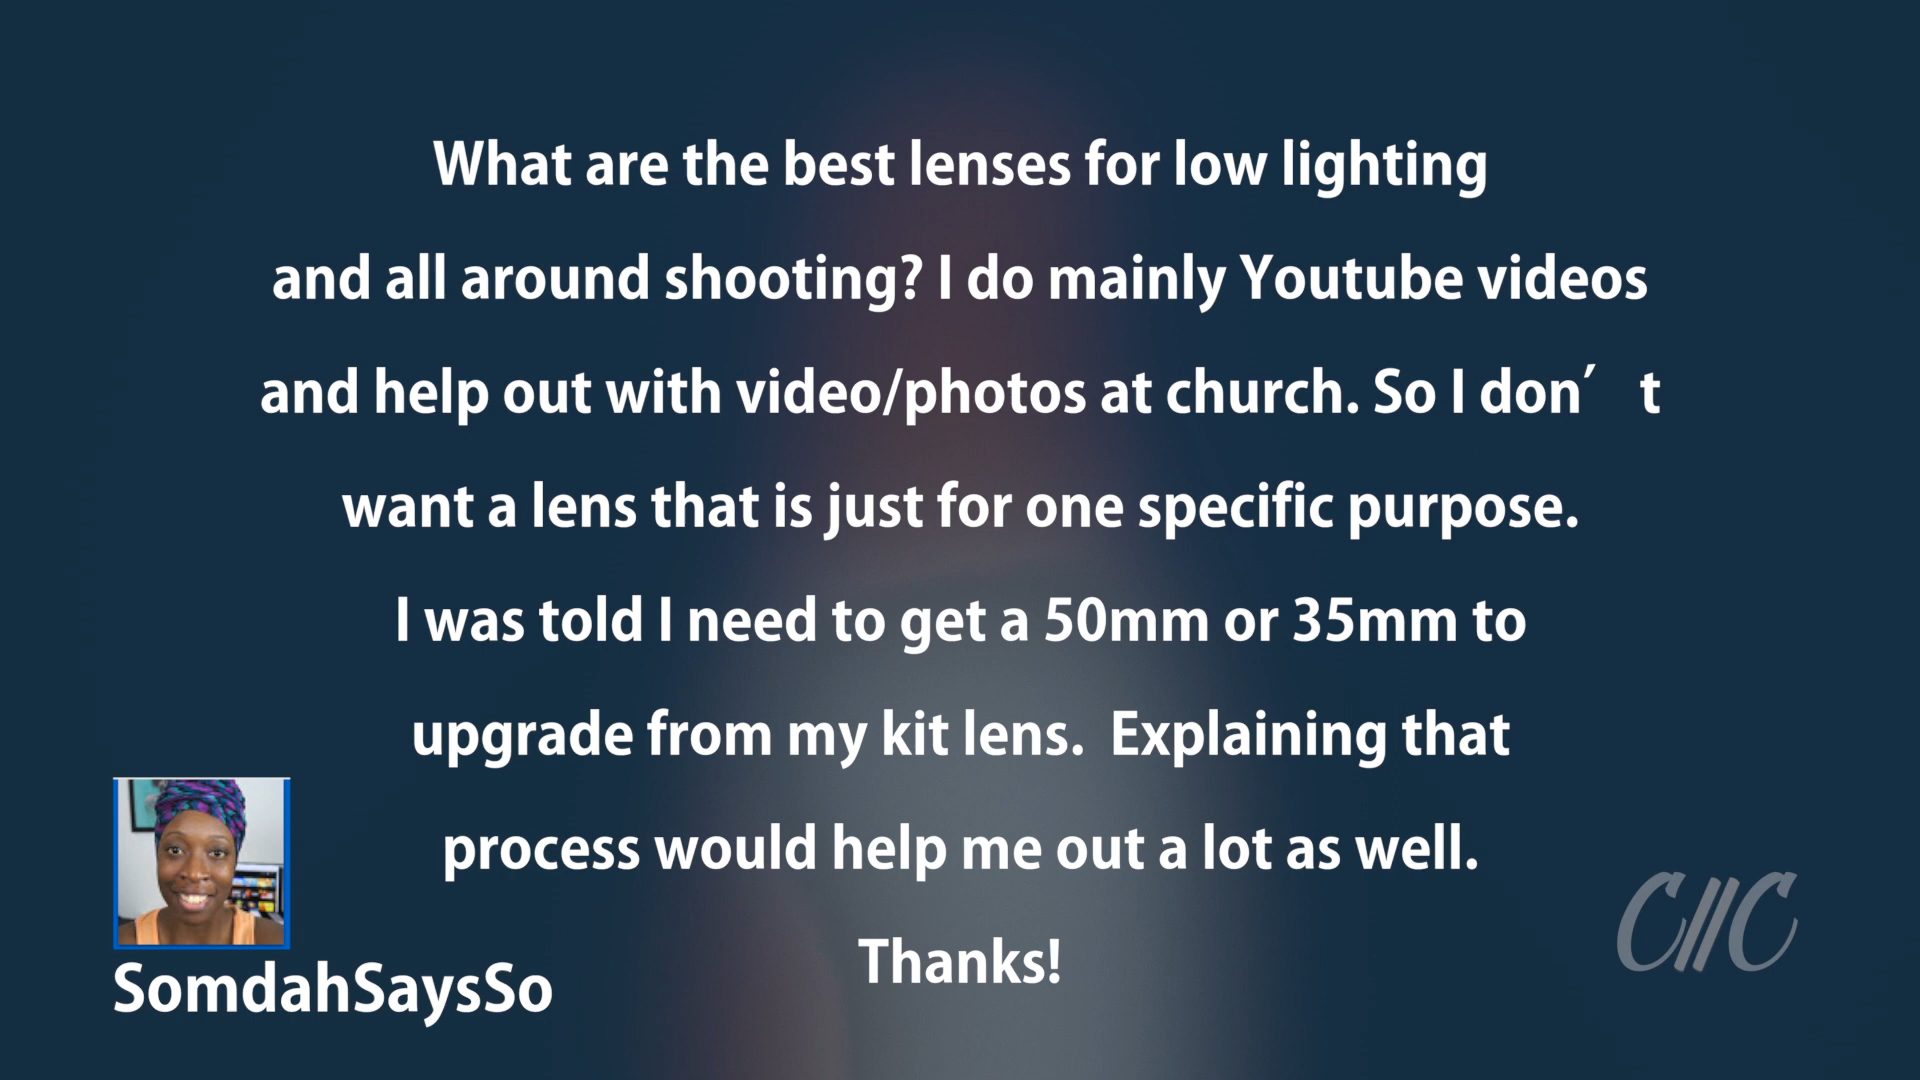 What are the best lenses for low lighting
and all around shooting? I do mainly Youtube videos
and help out with video/photos at church. So I don′ t
want a lens that is just for one specific purpose.
I was told I need to get a 50mm or 35mm to
upgrade from my kit lens.  Explaining that
process would help me out a lot as well.
Thanks!
SomdahSaysSo
C//C